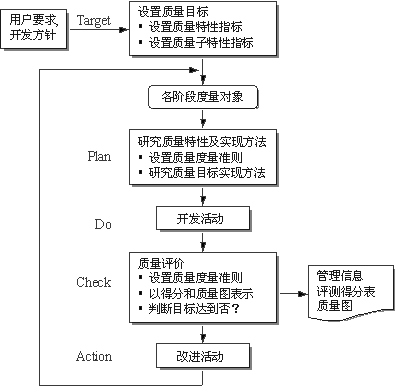 用户要求,
开发方针
Target
设置质量目标
▪ 设置质量特性指标
▪ 设置质量子特性指标
各阶段度量对象
Plan
研究质量特性及实现方法
▪ 设置质量度量准则
▪ 研究质量目标实现方法
Do
开发活动
Check
质量评价
▪ 设置质量度量准则
▪ 以得分和质量图表示
▪ 判断目标达到否？
管理信息
评测得分表
质量图
Action
改进活动